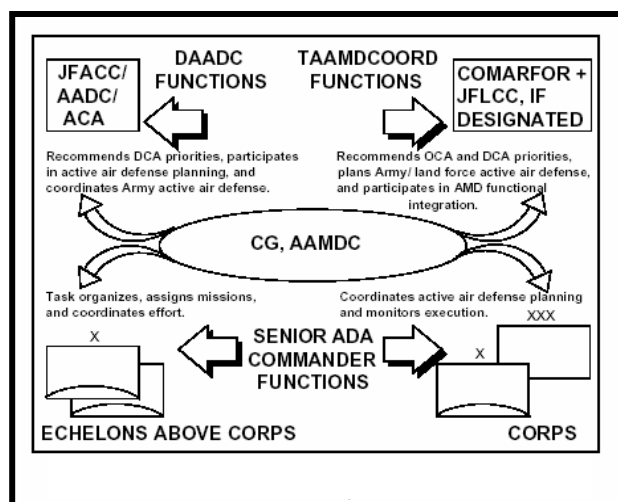 JFACC/
AADC/
ACA
DAADC
FUNCTIONS
TAAMDCOORD
FUNCTIONS
COMARFOR +
JFLCC, IF
DESIGNATED
Recommends DCA priorities, participates
in active air defense planning, and
coordinates Army active air defense.
Recommends OCA and DCA priorities,
plans Army/ land force active air defense,
and participates in AMD functional
integration.
CG, AAMDC
Task organizes, assigns missions,
and coordinates effort.
Coordinates active air defense planning
and monitors execution.
X
SENIOR ADA
COMMANDER
FUNCTIONS
X
XXX
ECHELONS ABOVE CORPS
CORPS